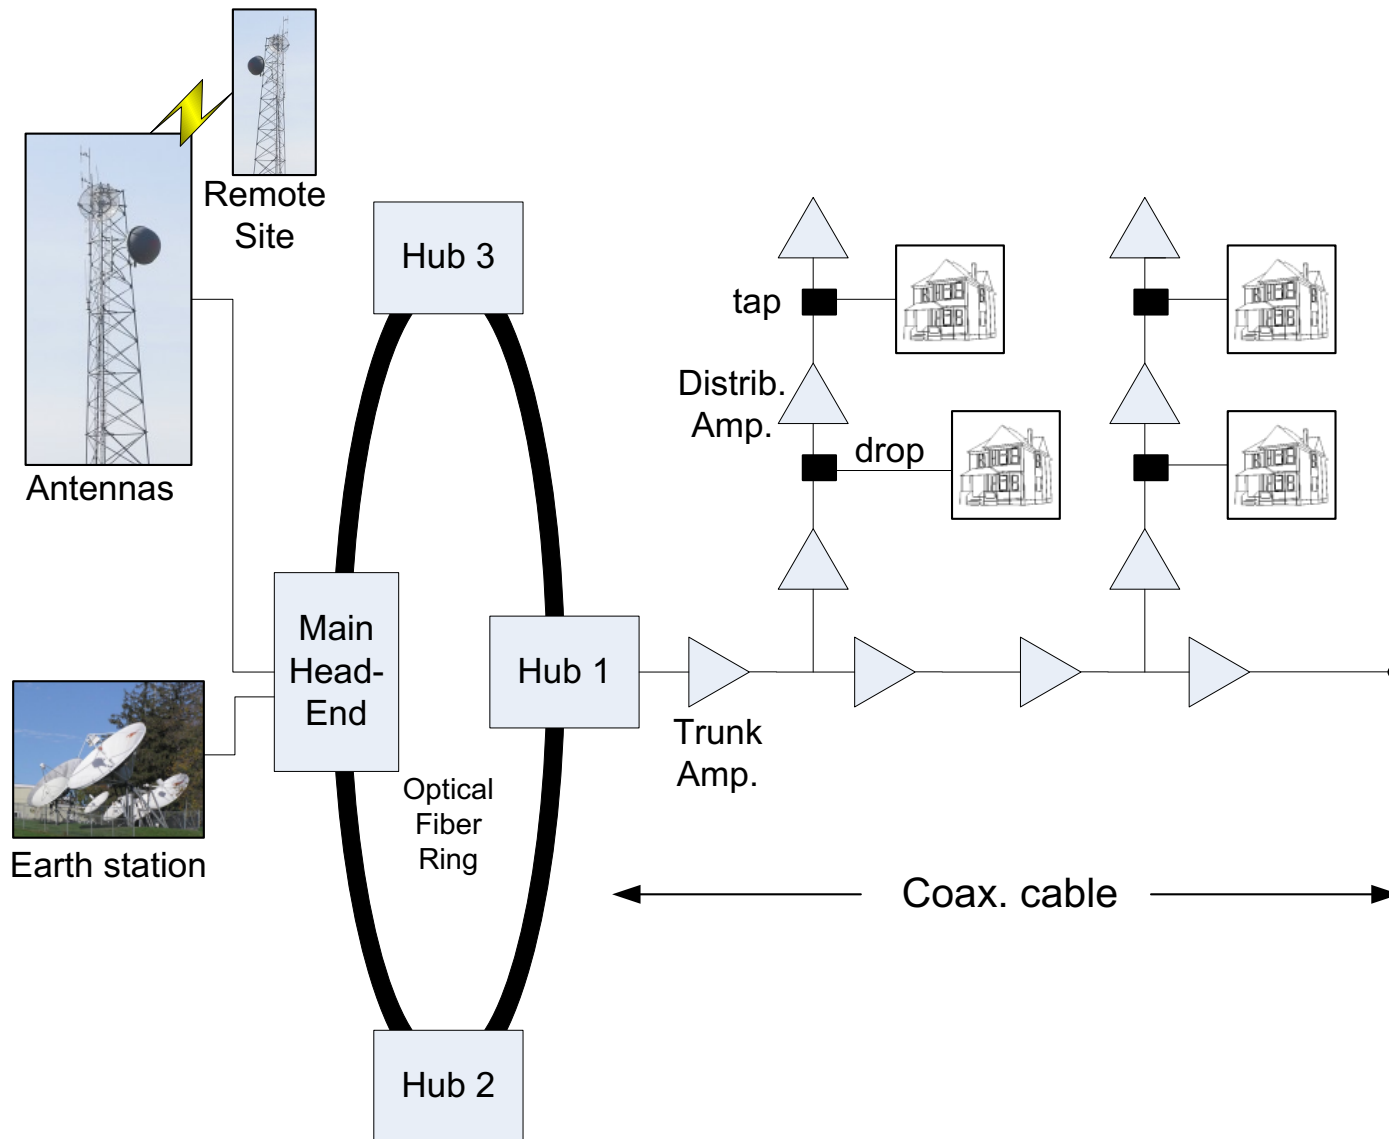 Remote
Site
Hub 3
tap
Distrib.
Amp.
drop
Antennas
Main
Head-
End
Hub 1
Trunk
Amp.
Optical
Fiber
Ring
Earth station
Coax. cable
Hub 2